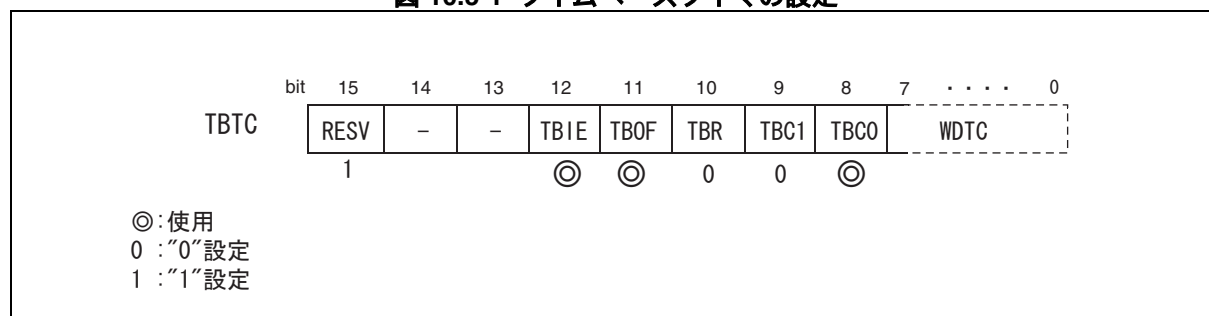 bit 15 14 13 12 11 10 9 8 7 ・・・・ 0
TBTC RESV − − TBIE TBOF TBR TBC1 TBC0 WDTC
1 ◎ ◎ 0 0 ◎
◎:使用
0 :"0"設定
1 :"1"設定